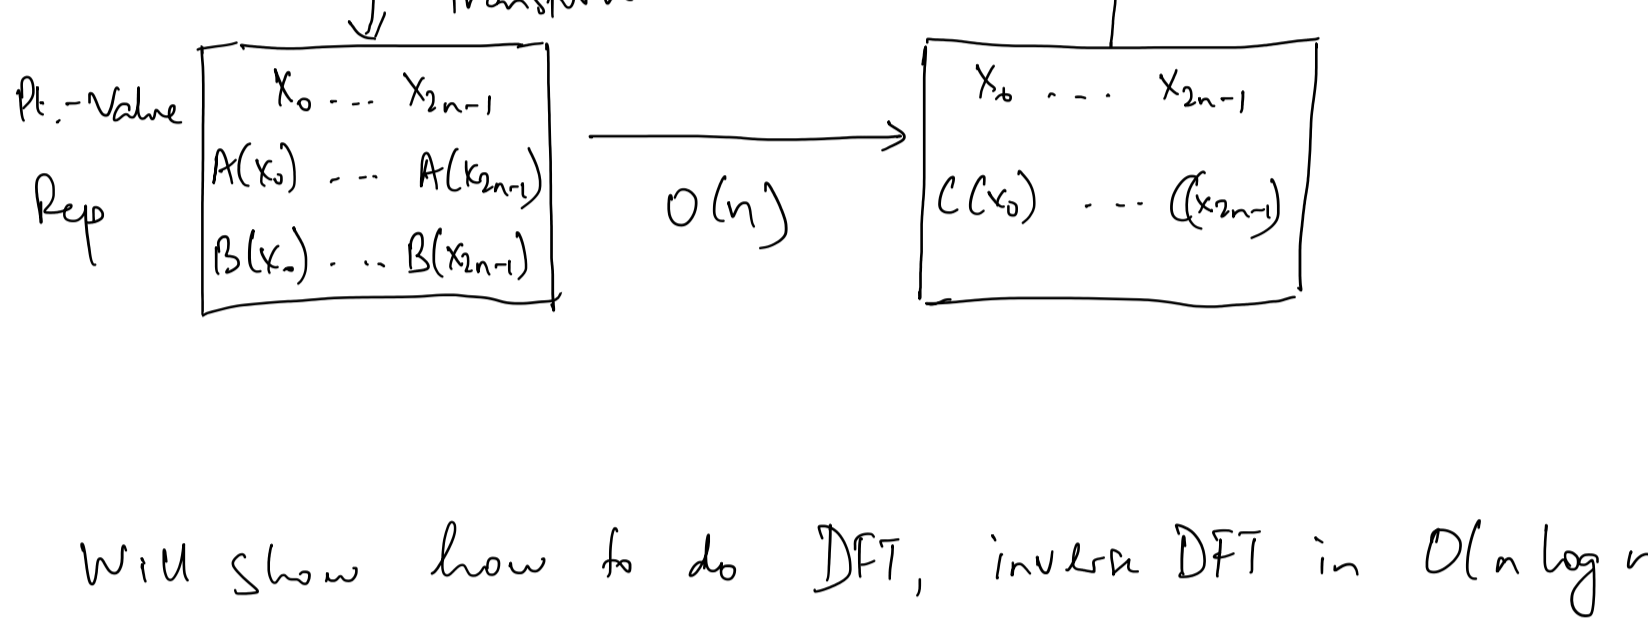 Transfor
Pt.-Value
Rep
X₀ ---- X₂ₙ₋₁
A(x₀) - -- A(x₂ₙ₋₁)
B(x₀) . .. B(x₂ₙ₋₁)
O(n)
X₀ . -- . X₂ₙ₋₁
C(x₀) . -- . C(x₂ₙ₋₁)
Will show how to do DFT, inverse DFT in O(n log n